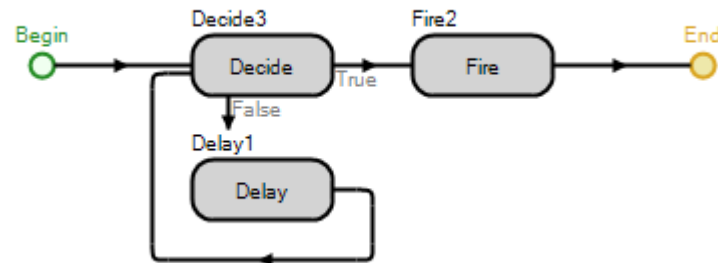 Decide3
Fire2
Begin
End
Decide
True
Fire
False
Delay1
Delay